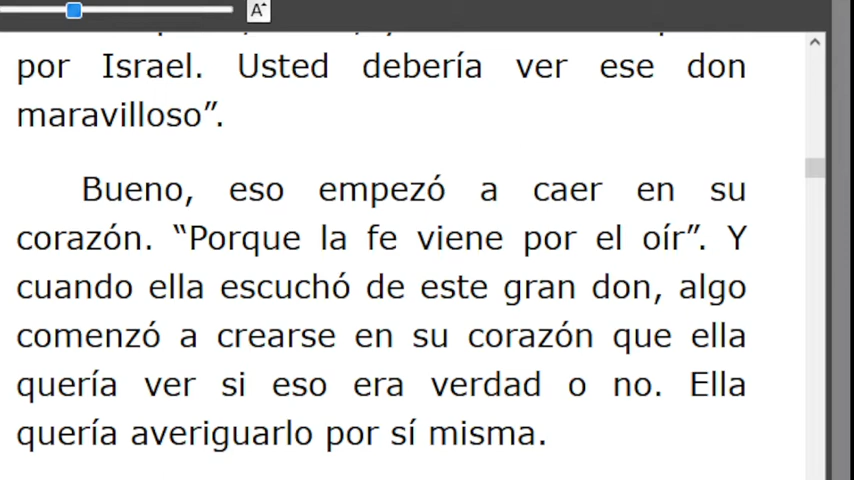 A
por Israel. Usted debería ver ese don
maravilloso”.
Bueno, eso empezó a caer en su
corazón. “Porque la fe viene por el oír”. Y
cuando ella escuchó de este gran don, algo
comenzó a crearse en su corazón que ella
quería ver si eso era verdad o no. Ella
quería averiguarlo por sí misma.